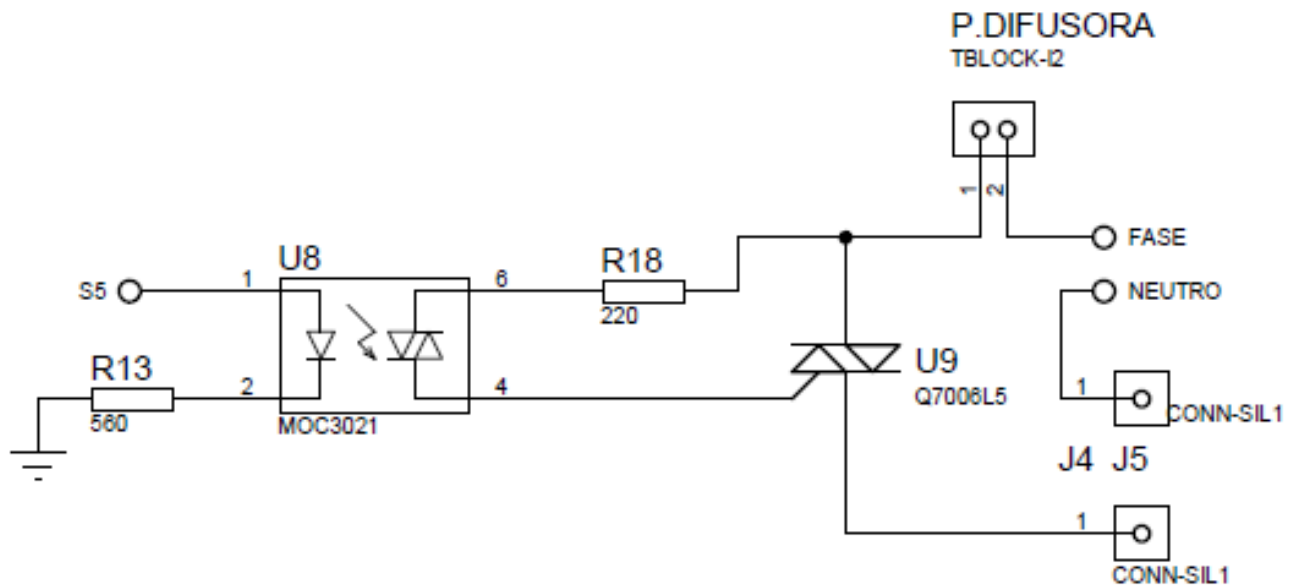 P.DIFUSORA
TBLOCK-I2
1
2
FASE
NEUTRO
U8
S5
1
6
R18
220
R13
560
2
4
MOC3021
U9
Q7006L5
1
CONN-SIL1
J4 J5
1
CONN-SIL1